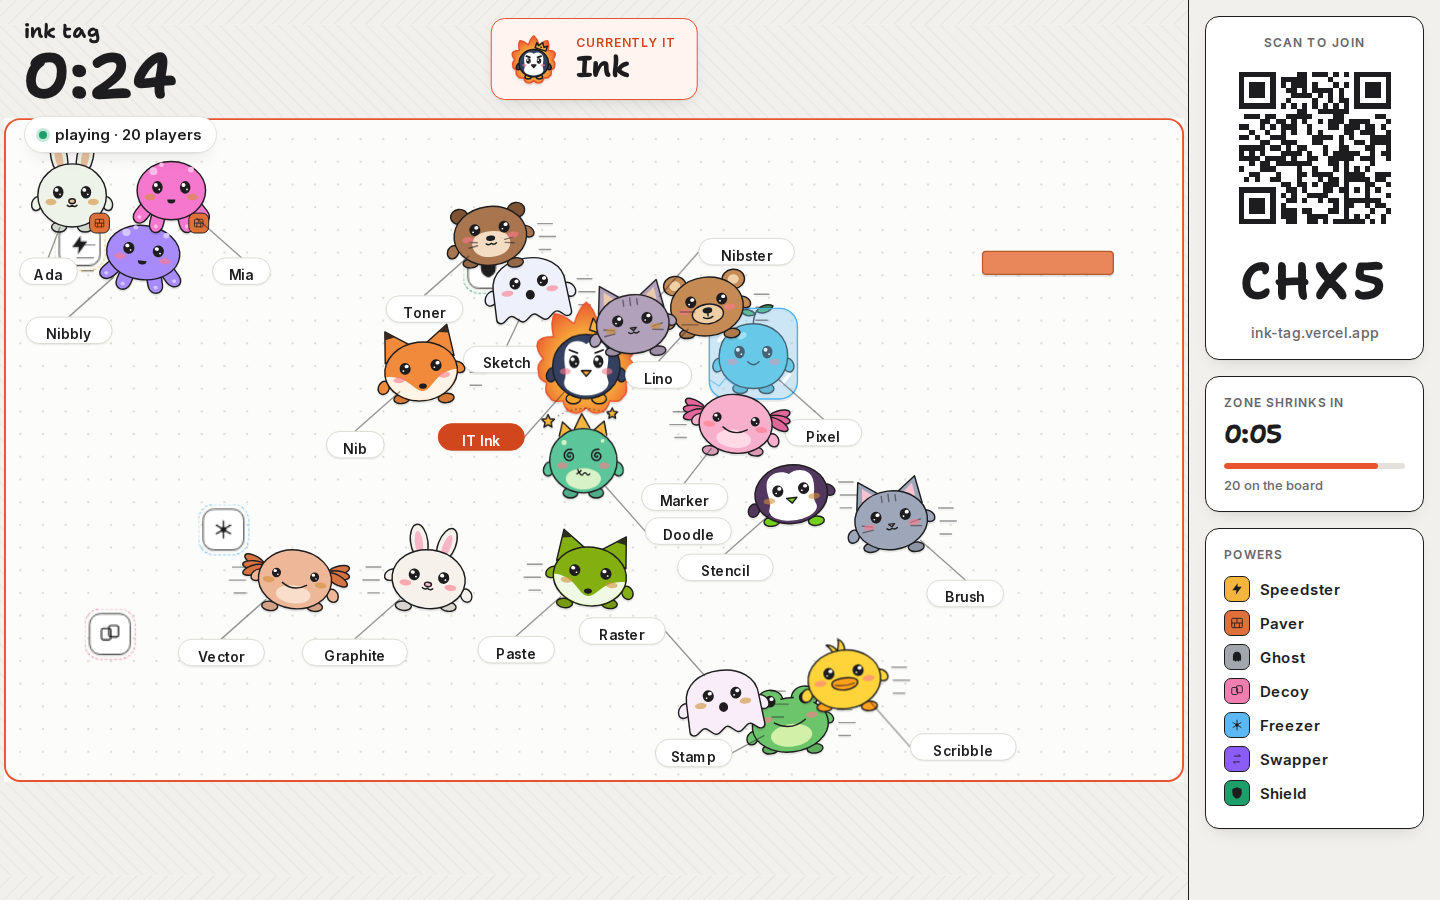 ink tag
0:24
CURRENTLY IT
Ink
playing · 20 players
Ada
Mia
Nibbly
Toner
Nibster
Sketch
Lino
Nib
IT Ink
Pixel
Marker
Doodle
Stencil
Brush
Vector
Graphite
Paste
Raster
Stamp
Scribble
SCAN TO JOIN
CHX5
ink-tag.vercel.app
ZONE SHRINKS IN
0:05
20 on the board
POWERS
Speedster
Paver
Ghost
Decoy
Freezer
Swapper
Shield